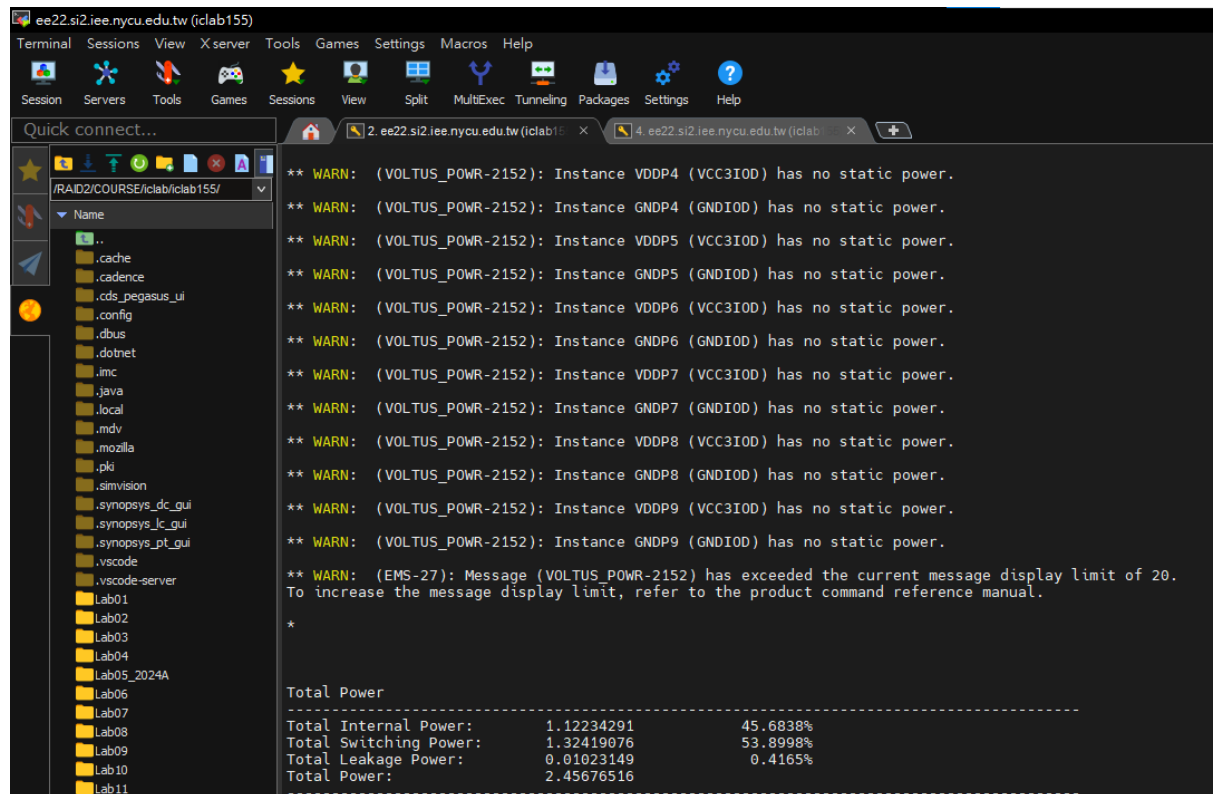 ee22.si2.iee.nycu.edu.tw (iclab155)
Terminal Sessions View X server Tools Games Settings Macros Help
Session Servers Tools Games Sessions View Split MultiExec Tunneling Packages Settings Help
Quick connect...
2. ee22.si2.iee.nycu.edu.tw (iclab15
4. ee22.si2.iee.nycu.edu.tw (iclab
/RAID2/COURSE/iclab/iclab155/
Name
..
.cache
.cadence
.cds_pegasus_ui
.config
.dbus
.dotnet
.imc
.java
.local
.mdv
.mozilla
.pki
.simvision
.synopsys_dc_gui
.synopsys_lc_gui
.synopsys_pt_gui
.vscode
.vscode-server
Lab01
Lab02
Lab03
Lab04
Lab05_2024A
Lab06
Lab07
Lab08
Lab09
Lab10
Lab11
** WARN: (VOLTUS_POWR-2152): Instance VDDP4 (VCC3IOD) has no static power.
** WARN: (VOLTUS_POWR-2152): Instance GNDP4 (GNDIOD) has no static power.
** WARN: (VOLTUS_POWR-2152): Instance VDDP5 (VCC3IOD) has no static power.
** WARN: (VOLTUS_POWR-2152): Instance GNDP5 (GNDIOD) has no static power.
** WARN: (VOLTUS_POWR-2152): Instance VDDP6 (VCC3IOD) has no static power.
** WARN: (VOLTUS_POWR-2152): Instance GNDP6 (GNDIOD) has no static power.
** WARN: (VOLTUS_POWR-2152): Instance VDDP7 (VCC3IOD) has no static power.
** WARN: (VOLTUS_POWR-2152): Instance GNDP7 (GNDIOD) has no static power.
** WARN: (VOLTUS_POWR-2152): Instance VDDP8 (VCC3IOD) has no static power.
** WARN: (VOLTUS_POWR-2152): Instance GNDP8 (GNDIOD) has no static power.
** WARN: (VOLTUS_POWR-2152): Instance VDDP9 (VCC3IOD) has no static power.
** WARN: (VOLTUS_POWR-2152): Instance GNDP9 (GNDIOD) has no static power.
** WARN: (EMS-27): Message (VOLTUS_POWR-2152) has exceeded the current message display limit of 20.
To increase the message display limit, refer to the product command reference manual.
*
Total Power
-----------------------------------------------------------------------------------------
Total Internal Power: 1.12234291 45.6838%
Total Switching Power: 1.32419076 53.8998%
Total Leakage Power: 0.01023149 0.4165%
Total Power: 2.45676516
-----------------------------------------------------------------------------------------